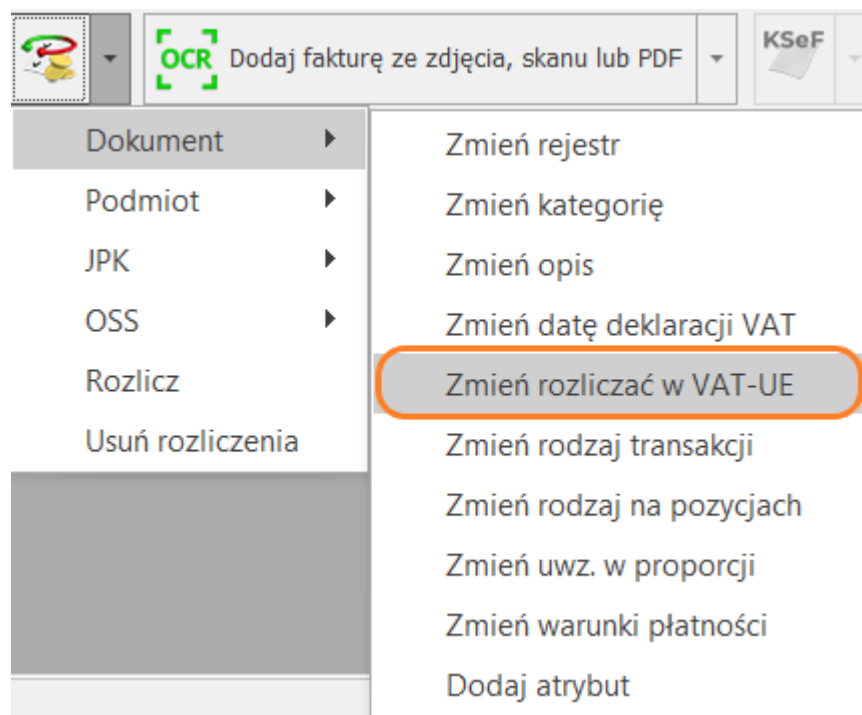 OCR Dodaj fakturę ze zdjęcia, skanu lub PDF
KSeF
Dokument
Podmiot
JPK
OSS
Rozlicz
Usuń rozliczenia
Zmień rejestr
Zmień kategorię
Zmień opis
Zmień datę deklaracji VAT
Zmień rozliczać w VAT-UE
Zmień rodzaj transakcji
Zmień rodzaj na pozycjach
Zmień uwz. w proporcji
Zmień warunki płatności
Dodaj atrybut